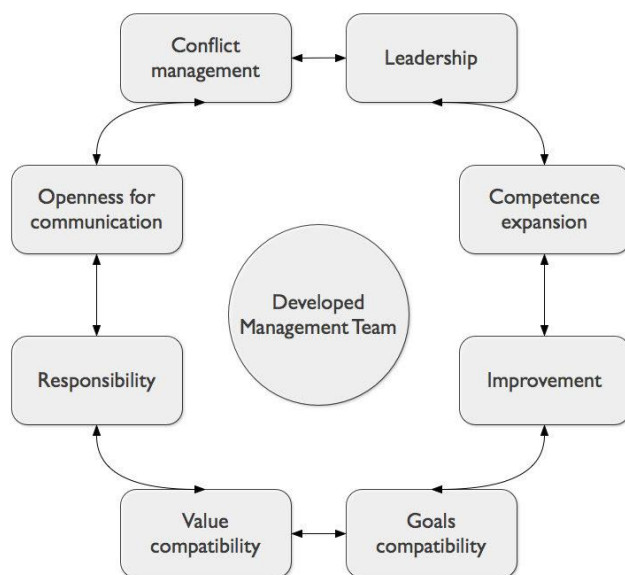 Conflict
management
Leadership
Openness for
communication
Competence
expansion
Developed
Management Team
Responsibility
Improvement
Value
compatibility
Goals
compatibility